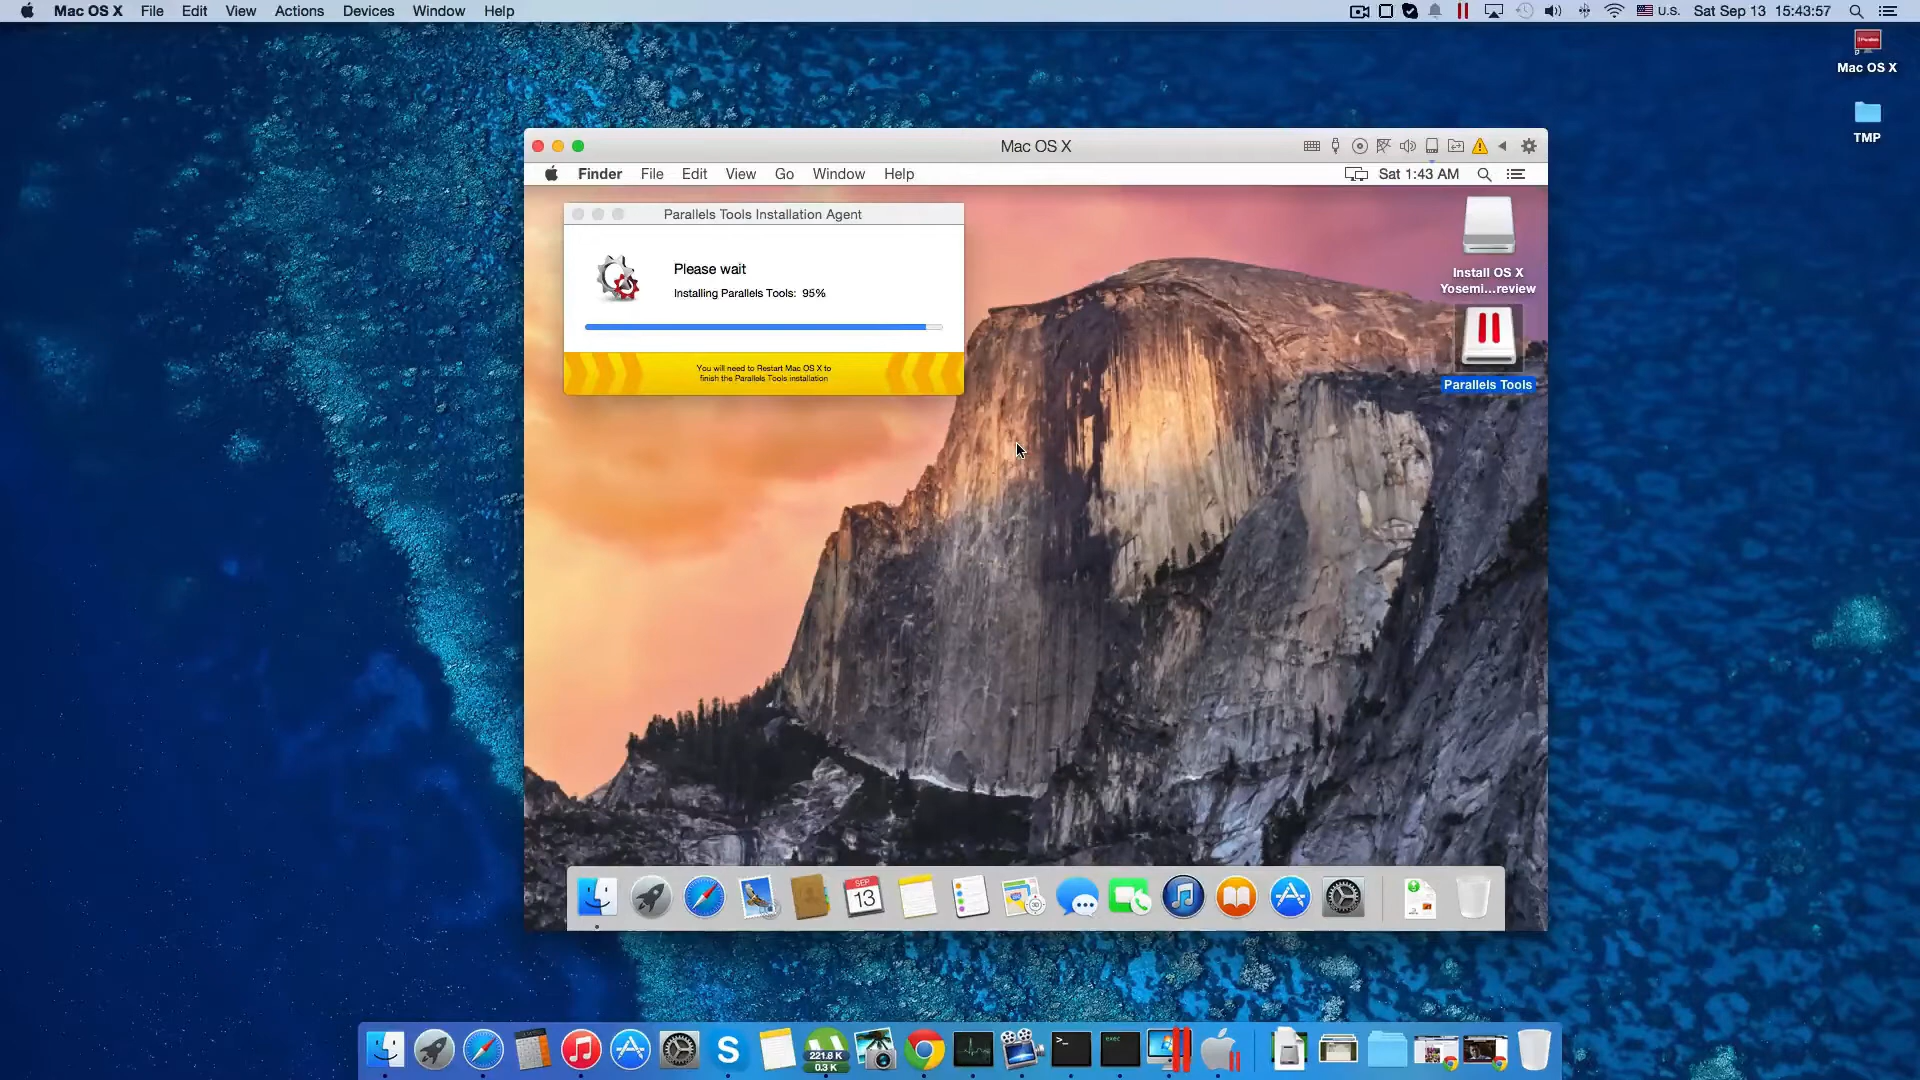 Mac OS X File Edit View Actions Devices Window Help
U.S. Sat Sep 13 15:43:57
Mac OS X
TMP
Mac OS X
Finder File Edit View Go Window Help
Sat 1:43 AM
Parallels Tools Installation Agent
Please wait
Installing Parallels Tools: 95%
You will need to Restart Mac OS X to
finish the Parallels Tools installation
Install OS X
Yosemi...review
Parallels Tools
SEP
13
221.8 K
0.3 K
exec